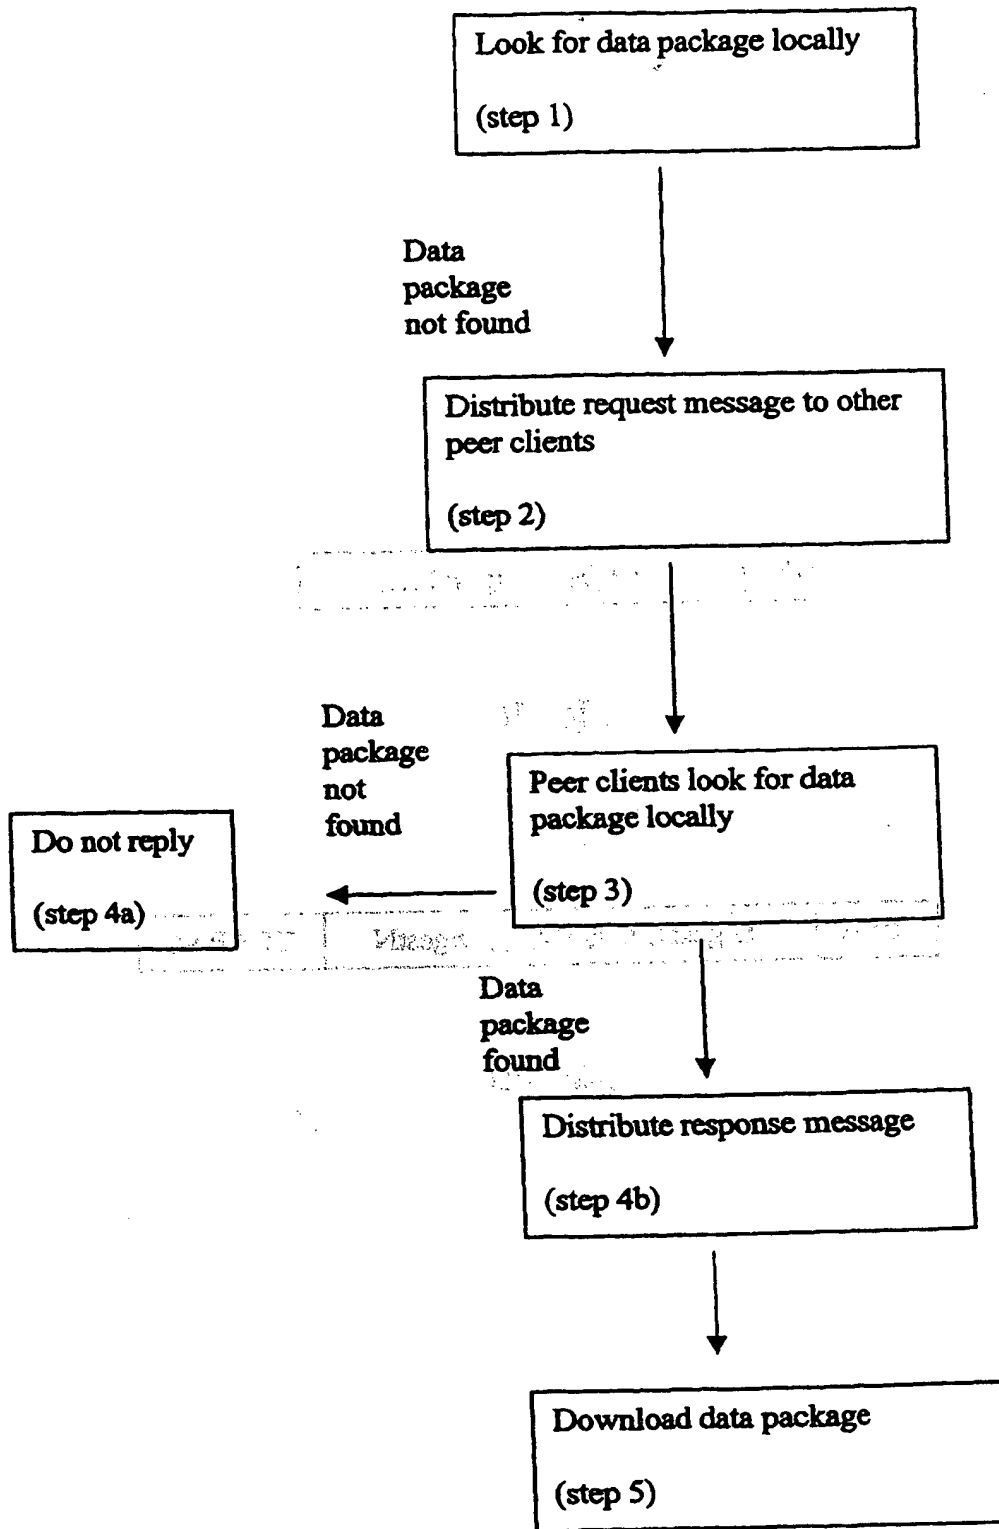 Look for data package locally
(step 1)
Data
package
not found
Distribute request message to other
peer clients
(step 2)
Data
package
not
found
Peer clients look for data
package locally
(step 3)
Do not reply
(step 4a)
Data
package
found
Distribute response message
(step 4b)
Download data package
(step 5)